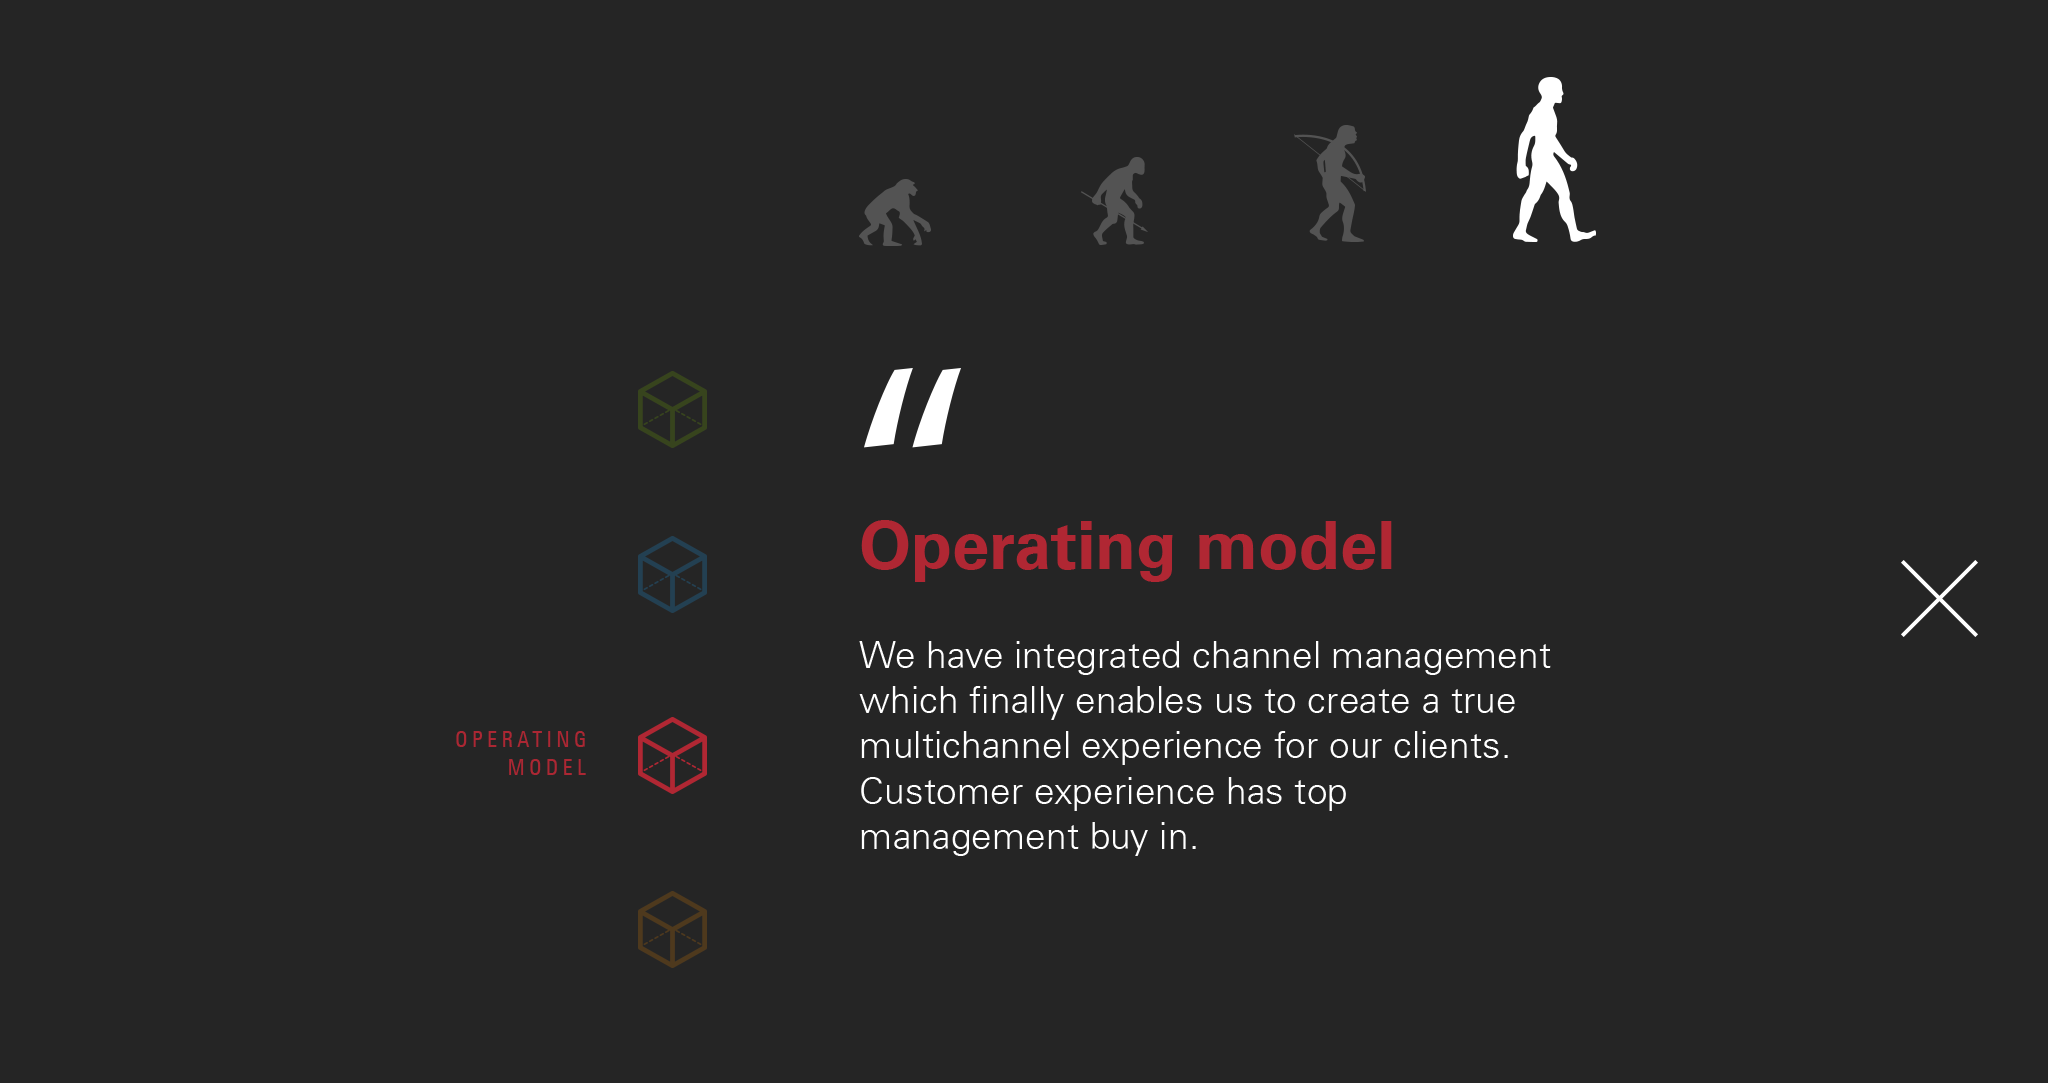 “
Operating model
OPERATING
MODEL
We have integrated channel management
which finally enables us to create a true
multichannel experience for our clients.
Customer experience has top
management buy in.